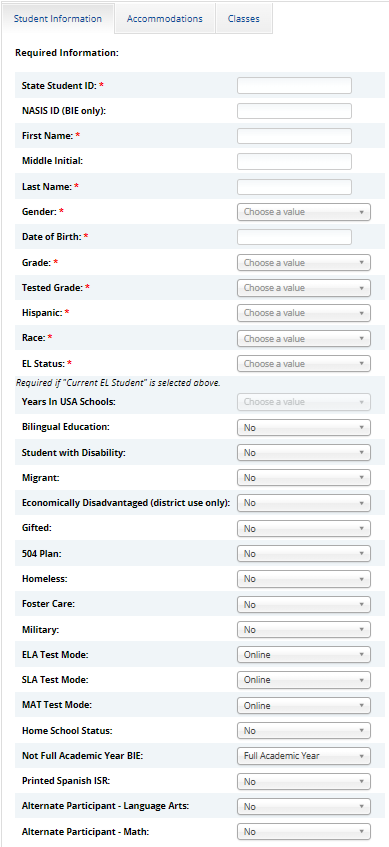 Student Information Accommodations Classes
Required Information:
State Student ID: *
NASIS ID (BIE only):
First Name: *
Middle Initial:
Last Name: *
Gender: * Choose a value
Date of Birth: *
Grade: * Choose a value
Tested Grade: * Choose a value
Hispanic: * Choose a value
Race: * Choose a value
EL Status: * Choose a value
Required if "Current EL Student" is selected above.
Years In USA Schools: Choose a value
Bilingual Education: No
Student with Disability: No
Migrant: No
Economically Disadvantaged (district use only): No
Gifted: No
504 Plan: No
Homeless: No
Foster Care: No
Military: No
ELA Test Mode: Online
SLA Test Mode: Online
MAT Test Mode: Online
Home School Status: No
Not Full Academic Year BIE: Full Academic Year
Printed Spanish ISR: No
Alternate Participant - Language Arts: No
Alternate Participant - Math: No